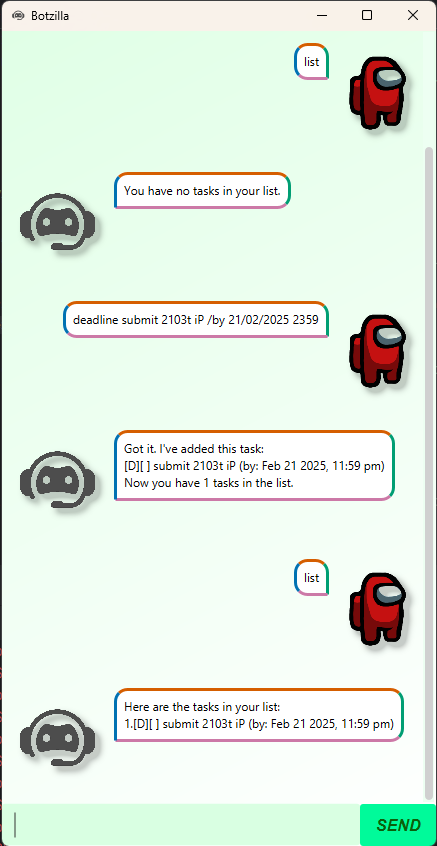 Botzilla
list
You have no tasks in your list.
deadline submit 2103t iP /by 21/02/2025 2359
Got it. I've added this task:
[D][ ] submit 2103t iP (by: Feb 21 2025, 11:59 pm)
Now you have 1 tasks in the list.
list
Here are the tasks in your list:
1.[D][ ] submit 2103t iP (by: Feb 21 2025, 11:59 pm)
SEND